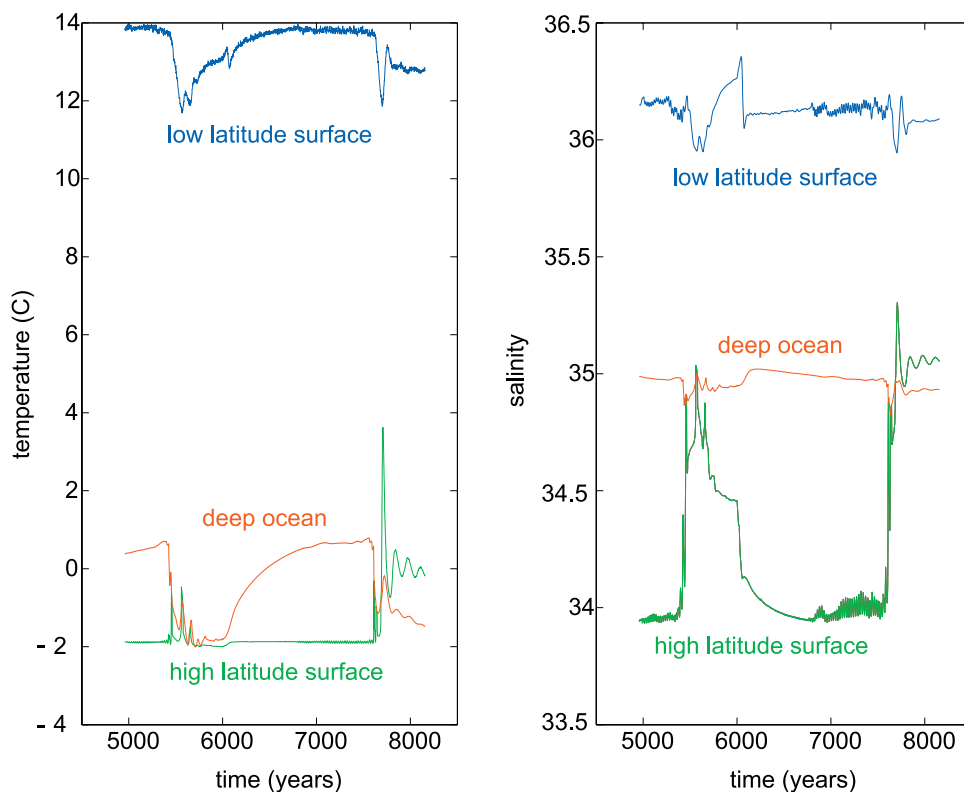 14
12
10
8
6
4
2
0
- 2
- 4
temperature (C)
low latitude surface
deep ocean
high latitude surface
5000 6000 7000 8000
time (years)
36.5
36
35.5
35
34.5
34
33.5
salinity
low latitude surface
deep ocean
high latitude surface
5000 6000 7000 8000
time (years)